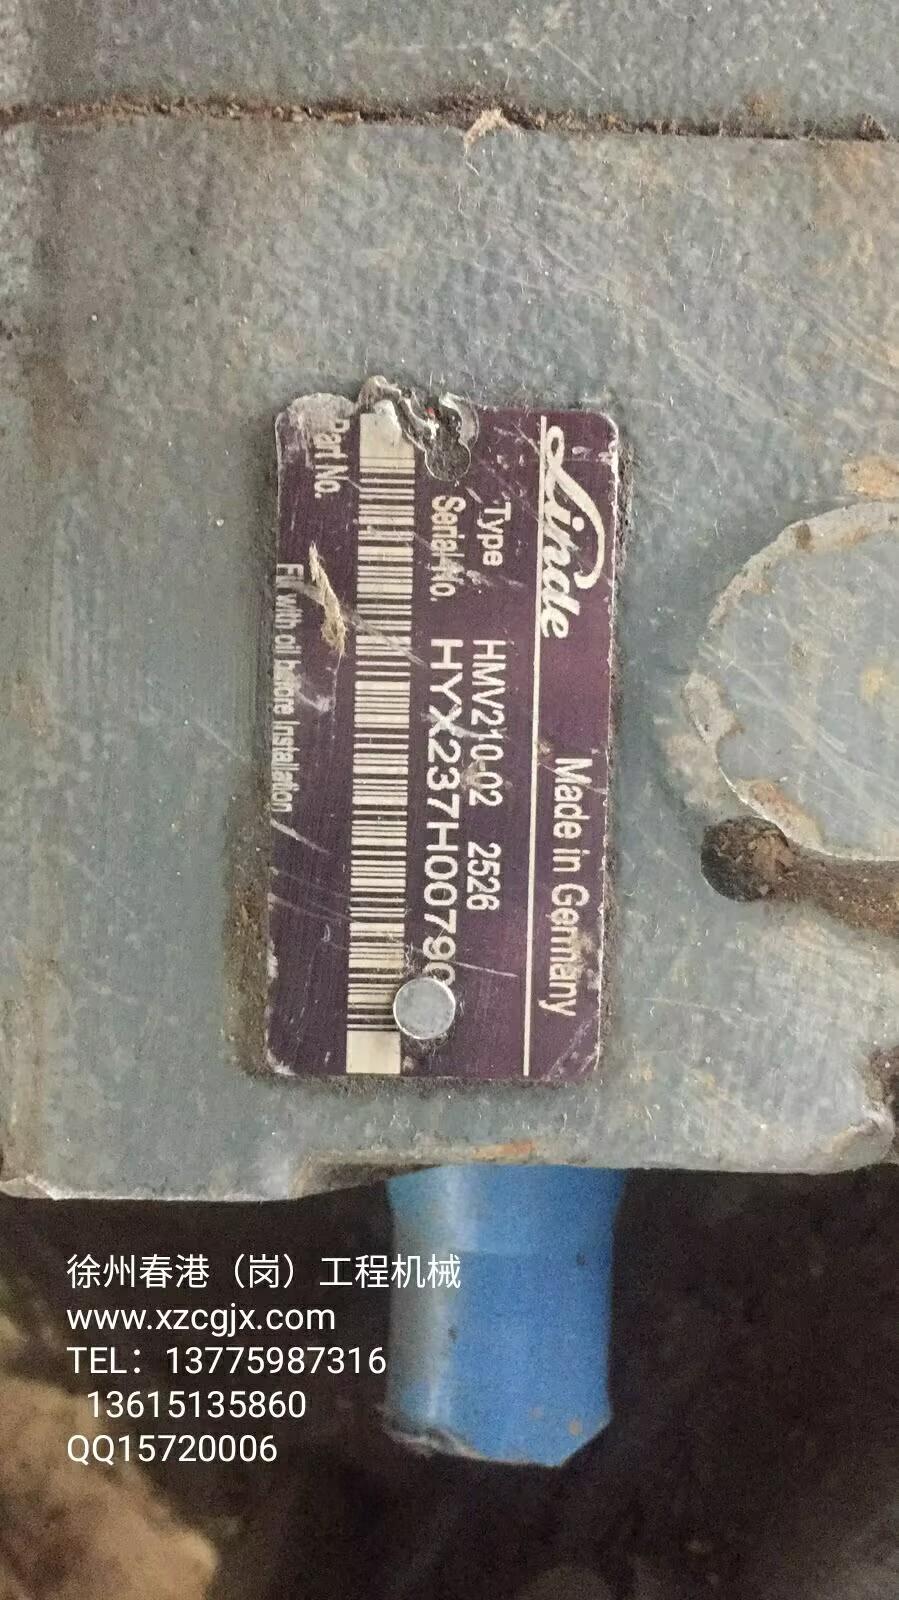 Linde
Made in Germany
Type HMV210-02 2526
Serial-No. HYX237H00790
Part No.
Fill with oil before Installation
徐州春港（岗）工程机械
www.xzcgjx.com
TEL：13775987316
13615135860
QQ15720006